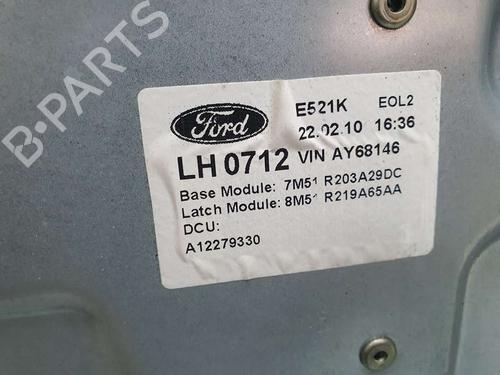 B-PARTS
Ford
E521K EOL2
22.02.10 16:36
LH 0712 VIN AY68146
Base Module: 7M51 R203A29DC
Latch Module: 8M51 R219A65AA
DCU:
A12279330